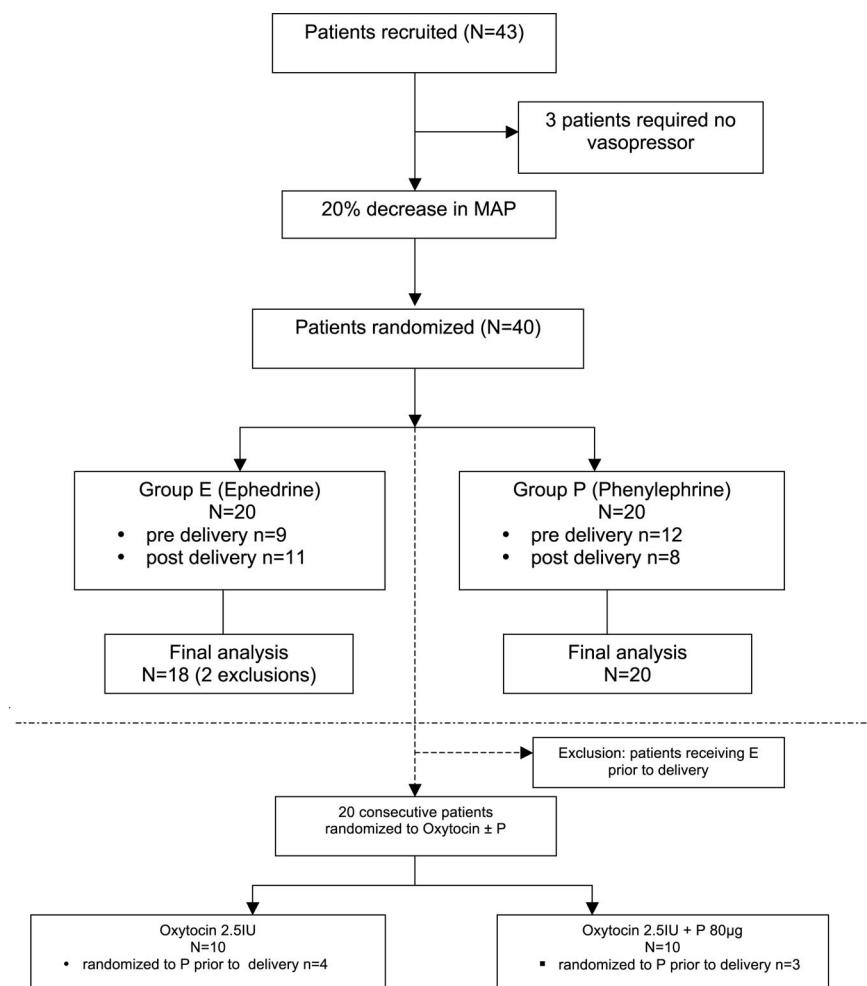 Patients recruited (N=43)
3 patients required no
vasopressor
20% decrease in MAP
Patients randomized (N=40)
Group E (Ephedrine)
N=20
• pre delivery n=9
• post delivery n=11
Group P (Phenylephrine)
N=20
• pre delivery n=12
• post delivery n=8
Final analysis
N=18 (2 exclusions)
Final analysis
N=20
Exclusion: patients receiving E
prior to delivery
20 consecutive patients
randomized to Oxytocin ± P
Oxytocin 2.5IU
N=10
• randomized to P prior to delivery n=4
Oxytocin 2.5IU + P 80µg
N=10
▪ randomized to P prior to delivery n=3